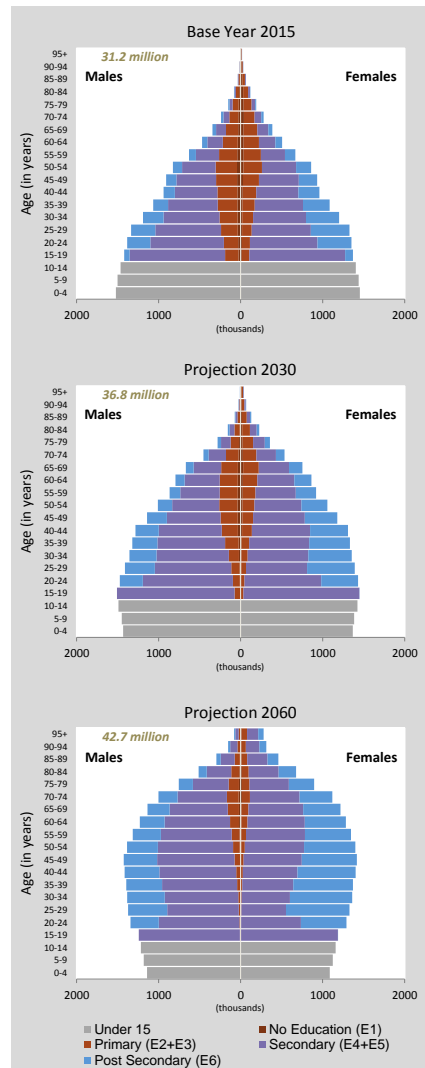 Base Year 2015
31.2 million
Males
Females
Age (in years)
95+
90-94
85-89
80-84
75-79
70-74
65-69
60-64
55-59
50-54
45-49
40-44
35-39
30-34
25-29
20-24
15-19
10-14
5-9
0-4
2000 1000 0 1000 2000
(thousands)
Projection 2030
36.8 million
Males
Females
Age (in years)
95+
90-94
85-89
80-84
75-79
70-74
65-69
60-64
55-59
50-54
45-49
40-44
35-39
30-34
25-29
20-24
15-19
10-14
5-9
0-4
2000 1000 0 1000 2000
(thousands)
Projection 2060
42.7 million
Males
Females
Age (in years)
95+
90-94
85-89
80-84
75-79
70-74
65-69
60-64
55-59
50-54
45-49
40-44
35-39
30-34
25-29
20-24
15-19
10-14
5-9
0-4
2000 1000 0 1000 2000
(thousands)
Under 15 No Education (E1)
Primary (E2+E3) Secondary (E4+E5)
Post Secondary (E6)